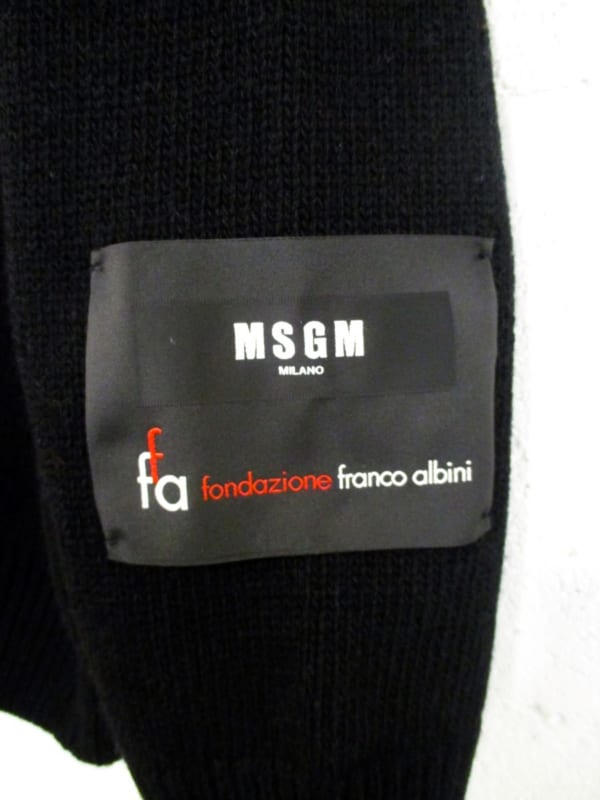 MSGM
MILANO
ffa fondazione franco albini